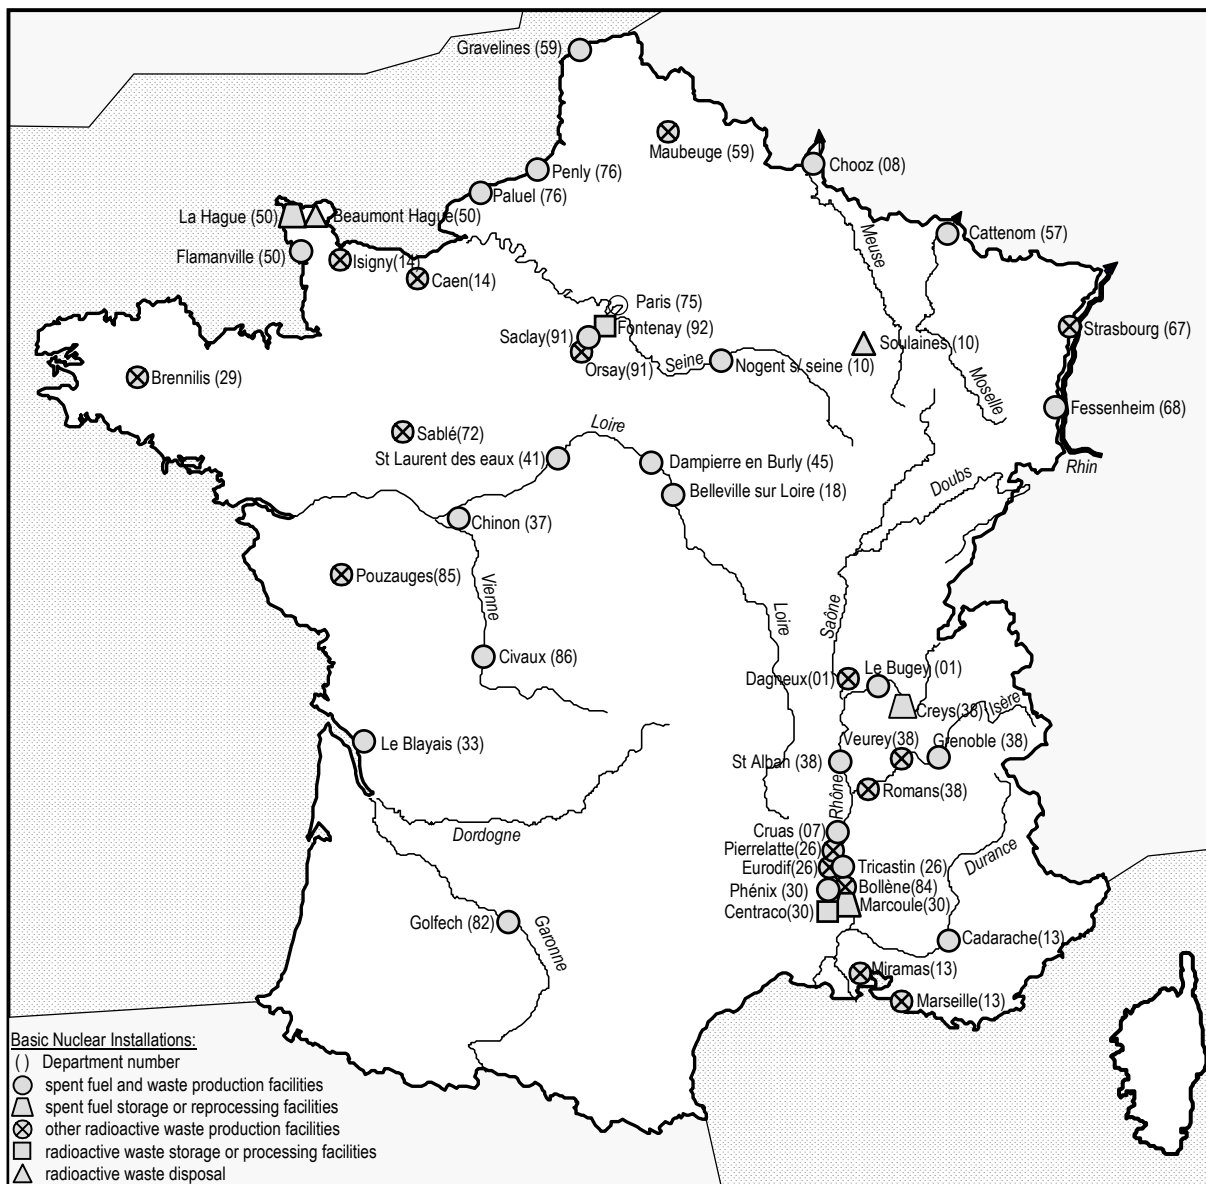 Gravelines (59)
Maubeuge (59)
Chooz (08)
Penly (76)
Paluel (76)
La Hague (50)
Beaumont Hague(50)
Cattenom (57)
Meuse
Flamanville (50)
Isigny(14)
Caen(14)
Paris (75)
Fontenay (92)
Strasbourg (67)
Saclay(91)
Soulaines (10)
Orsay(91)
Seine
Nogent s/ seine (10)
Brennilis (29)
Moselle
Fessenheim (68)
Loire
Sablé(72)
St Laurent des eaux (41)
Dampierre en Burly (45)
Rhin
Doubs
Belleville sur Loire (18)
Chinon (37)
Pouzauges(85)
Vienne
Loire
Saône
Civaux (86)
Le Bugey (01)
Dagneux(01)
Creys(38)
Isère
Le Blayais (33)
Veurey(38)
Grenoble (38)
St Alban (38)
Romans(38)
Rhône
Dordogne
Cruas (07)
Pierrelatte(26)
Durance
Eurodif(26)
Tricastin (26)
Phénix (30)
Bollène(84)
Centraco(30)
Marcoule(30)
Golfech (82)
Garonne
Cadarache(13)
Miramas(13)
Marseille(13)
Basic Nuclear Installations:
( ) Department number
spent fuel and waste production facilities
spent fuel storage or reprocessing facilities
other radioactive waste production facilities
radioactive waste storage or processing facilities
radioactive waste disposal